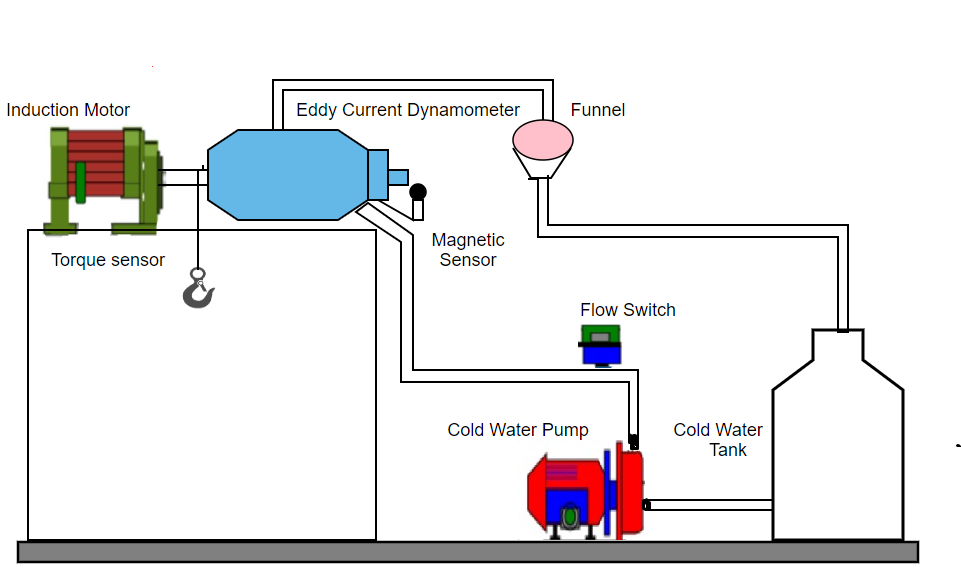 Induction Motor
Eddy Current Dynamometer
Funnel
Torque sensor
Magnetic
Sensor
Flow Switch
Cold Water Pump
Cold Water
Tank